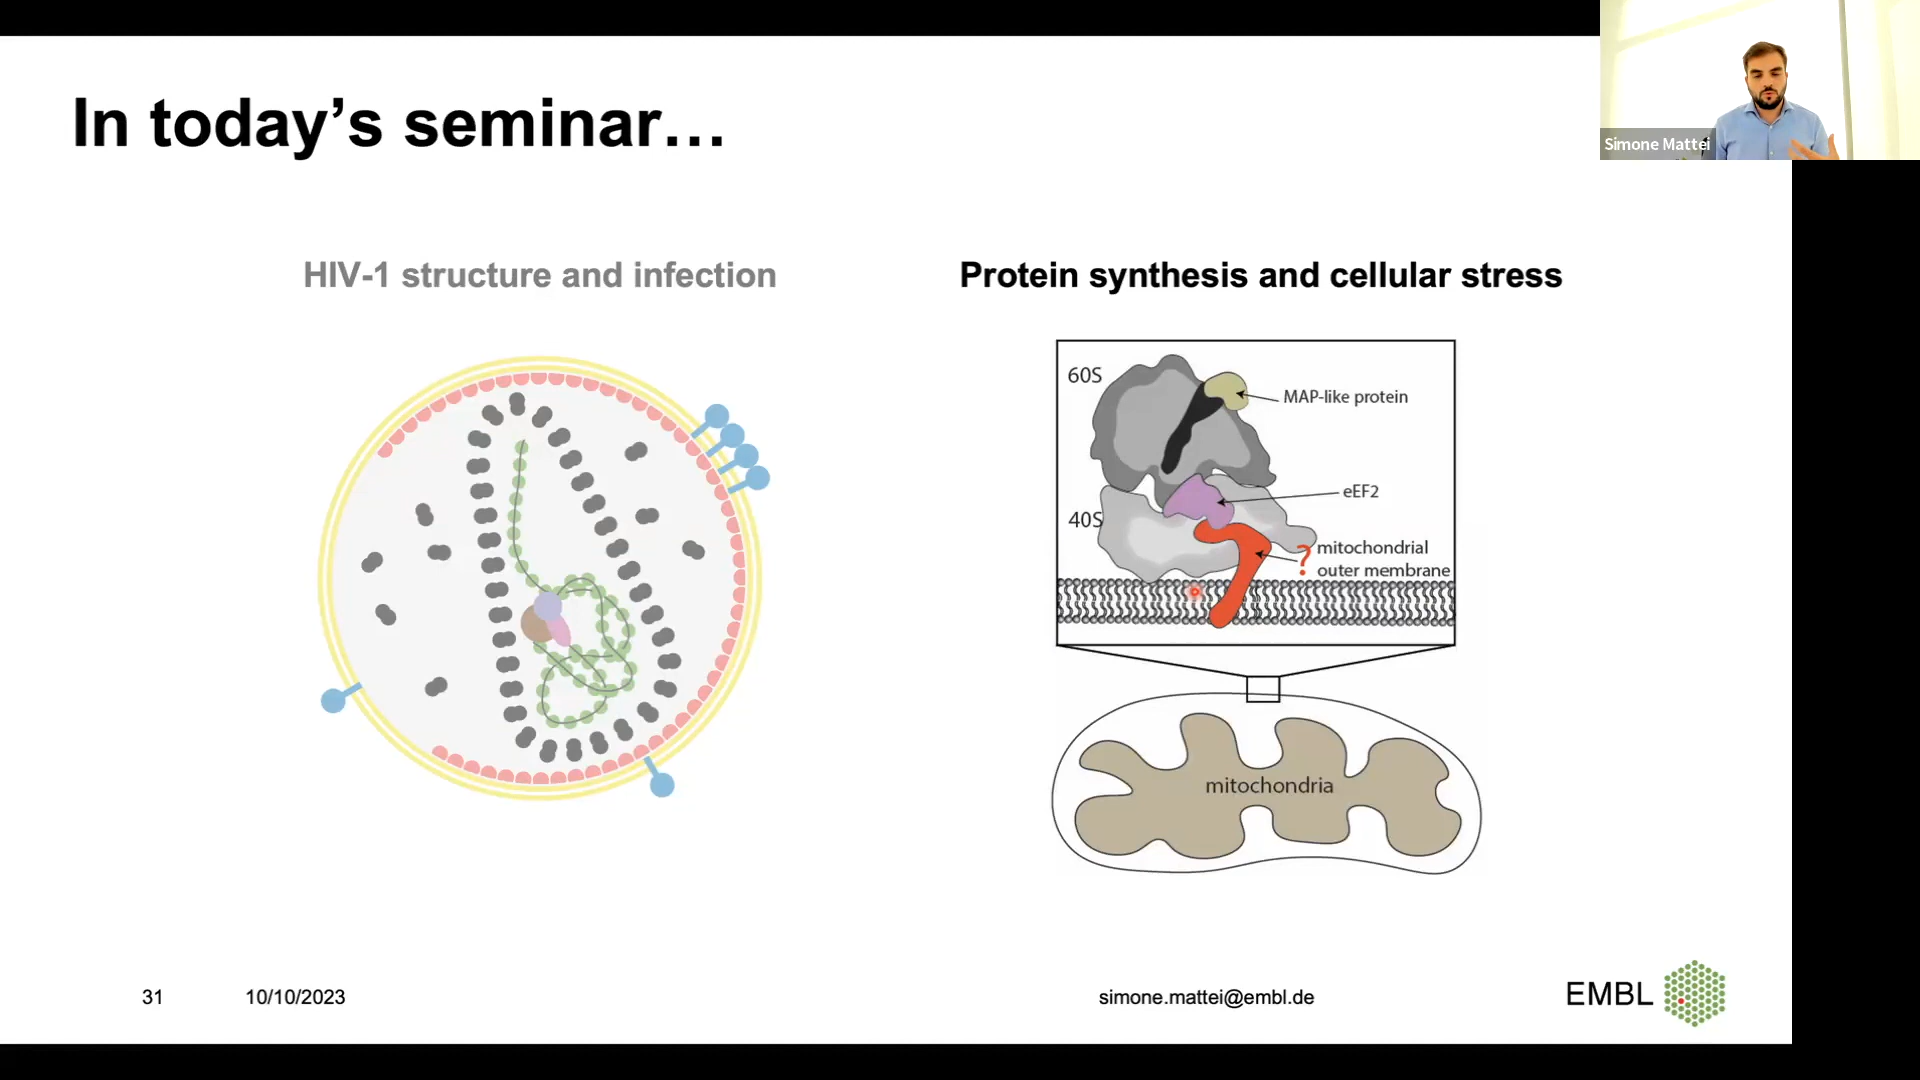 In today’s seminar…
Simone Mattei
HIV-1 structure and infection
Protein synthesis and cellular stress
60S
MAP-like protein
eEF2
40S
?
mitochondrial
outer membrane
mitochondria
31
10/10/2023
simone.mattei@embl.de
EMBL